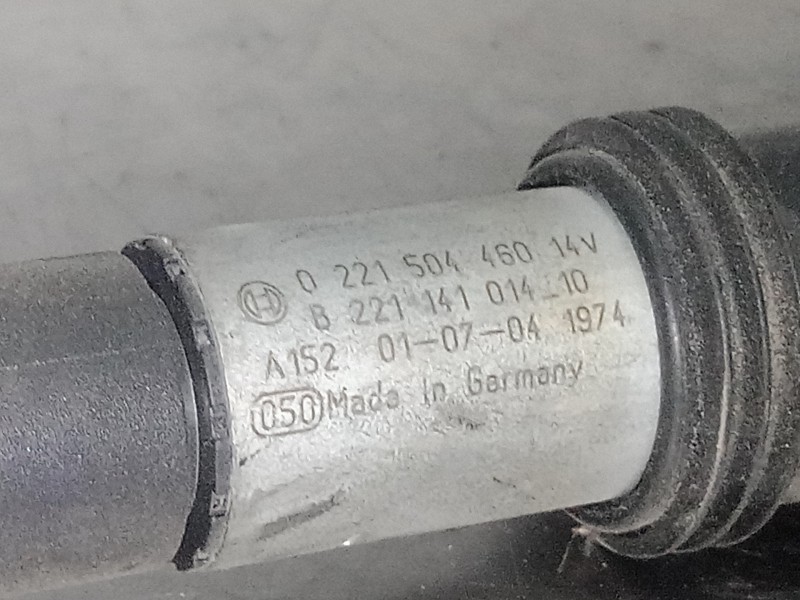 0 221 504 460 14V
B 221 141 014-10
A152 01-07-04 1974
050 Made in Germany